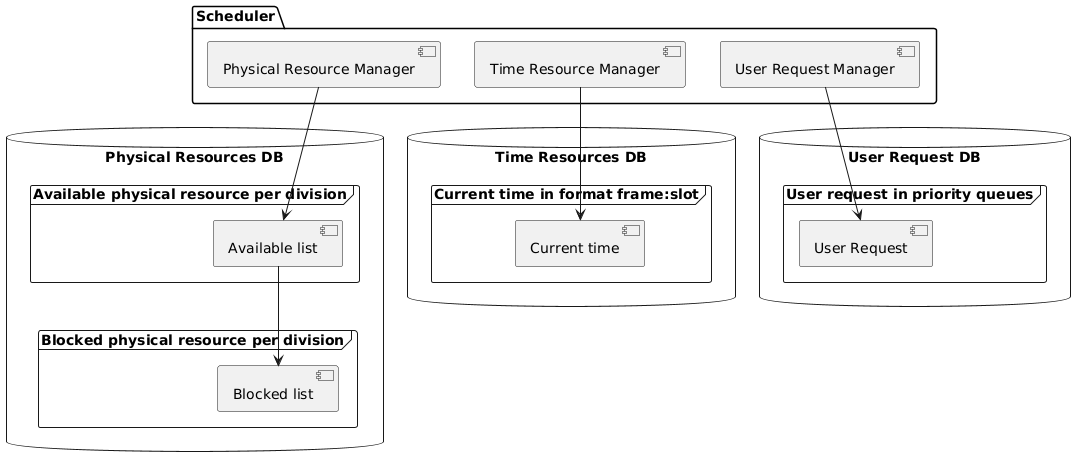 Scheduler
Physical Resource Manager
Time Resource Manager
User Request Manager
Physical Resources DB
Time Resources DB
User Request DB
Available physical resource per division
Current time in format frame:slot
User request in priority queues
Available list
Current time
User Request
Blocked physical resource per division
Blocked list